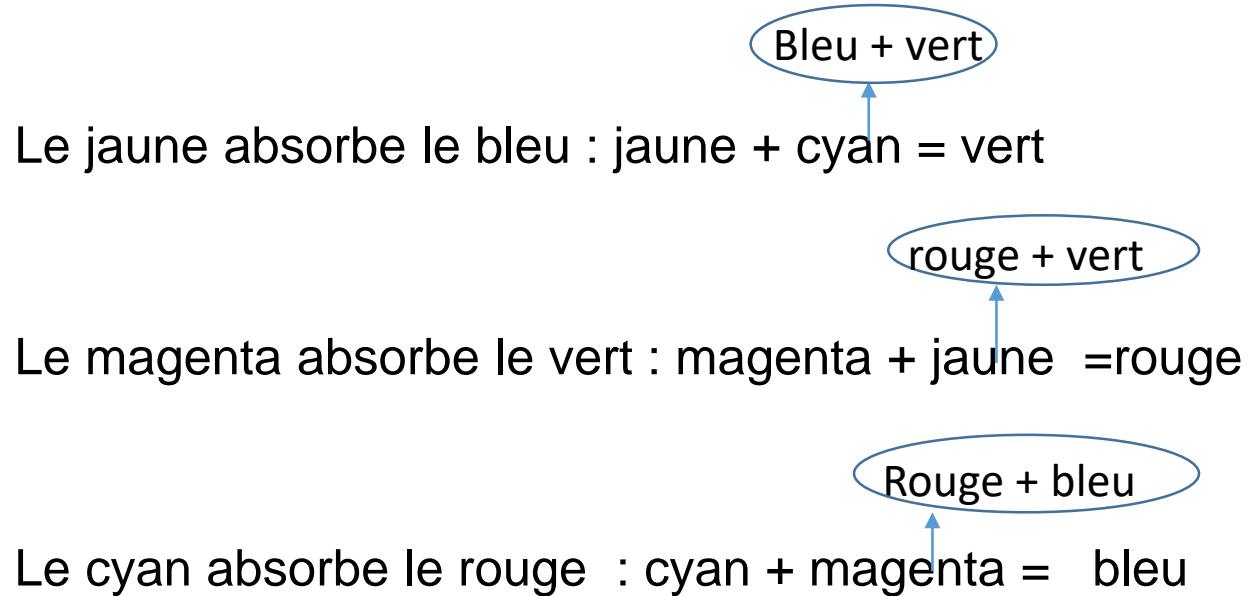 Bleu + vert
Le jaune absorbe le bleu : jaune + cyan = vert
rouge + vert
Le magenta absorbe le vert : magenta + jaune =rouge
Rouge + bleu
Le cyan absorbe le rouge : cyan + magenta = bleu